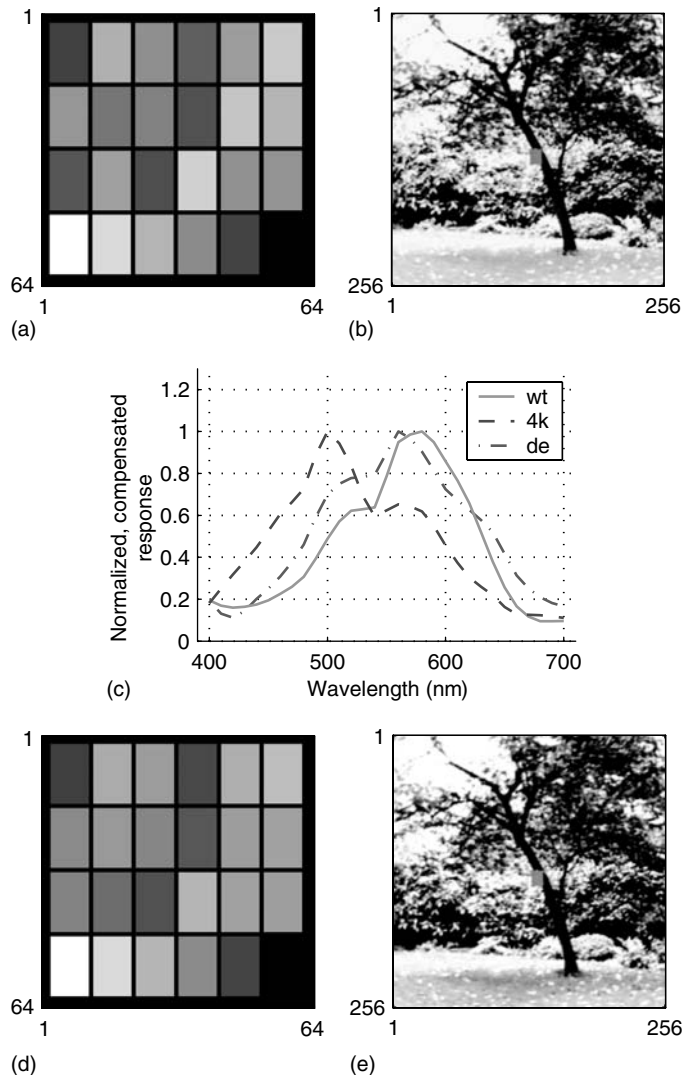 1
64
1
64
(a)
1
256
1
256
(b)
Normalized, compensated
response
1.2
1
0.8
0.6
0.4
0.2
0
400
500
600
700
Wavelength (nm)
wt
4k
de
(c)
1
64
1
64
(d)
1
256
1
256
(e)